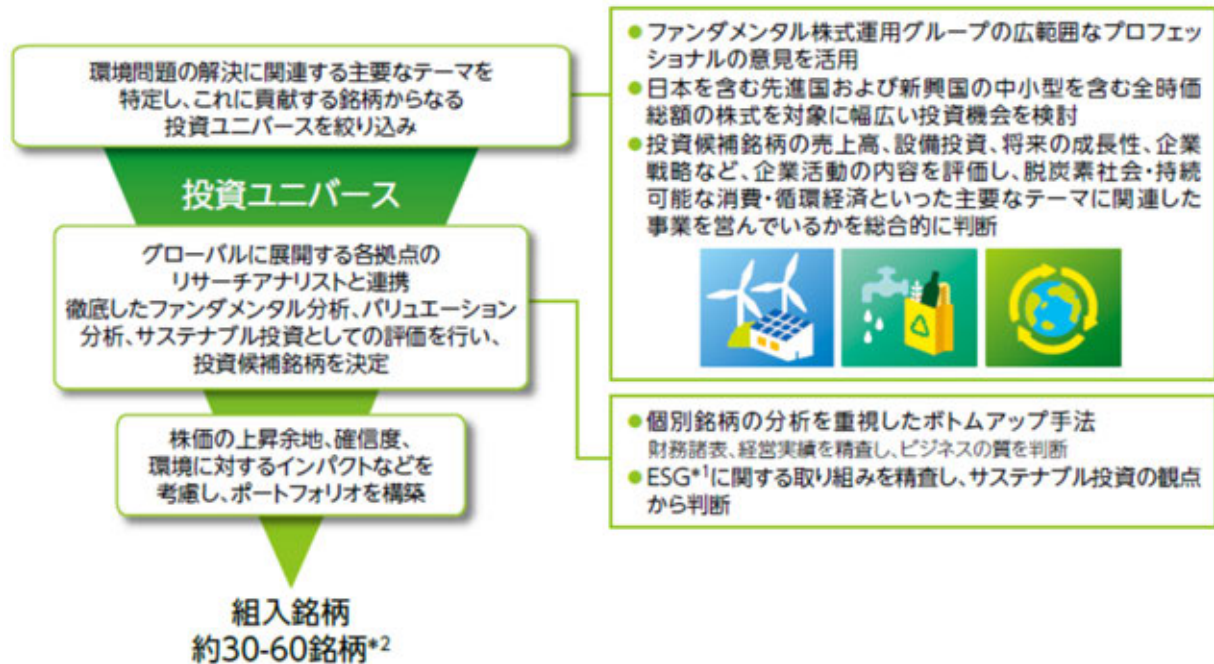 環境問題の解決に関連する主要なテーマを
特定し、これに貢献する銘柄からなる
投資ユニバースを絞り込み
投資ユニバース
グローバルに展開する各拠点の
リサーチアナリストと連携
徹底したファンダメンタル分析、バリュエーション
分析、サステナブル投資としての評価を行い、
投資候補銘柄を決定
株価の上昇余地、確信度、
環境に対するインパクトなどを
考慮し、ポートフォリオを構築
組入銘柄
約30-60銘柄*2
●ファンダメンタル株式運用グループの広範囲なプロフェッ
ショナルの意見を活用
●日本を含む先進国および新興国の中小型を含む全時価
総額の株式を対象に幅広い投資機会を検討
●投資候補銘柄の売上高、設備投資、将来の成長性、企業
戦略など、企業活動の内容を評価し、脱炭素社会・持続
可能な消費・循環経済といった主要なテーマに関連した
事業を営んでいるかを総合的に判断
●個別銘柄の分析を重視したボトムアップ手法
財務諸表、経営実績を精査し、ビジネスの質を判断
●ESG*1に関する取り組みを精査し、サステナブル投資の観点
から判断